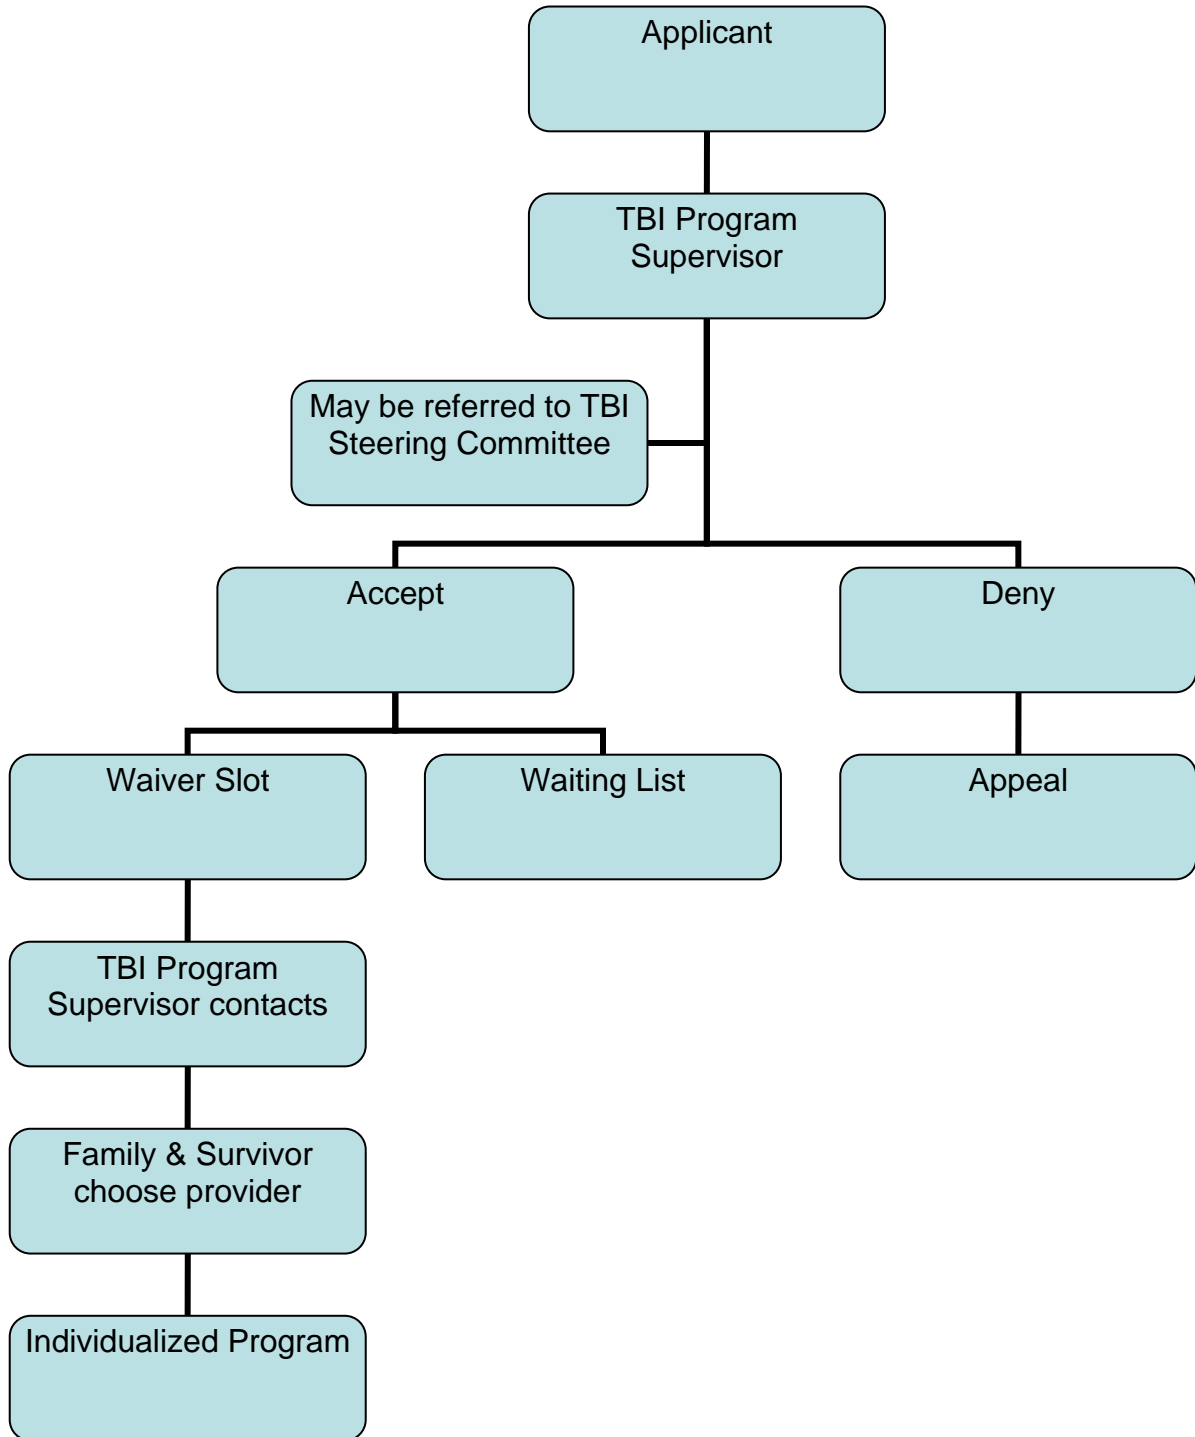 Applicant
TBI Program
Supervisor
May be referred to TBI
Steering Committee
Accept
Deny
Waiver Slot
Waiting List
Appeal
TBI Program
Supervisor contacts
Family & Survivor
choose provider
Individualized Program